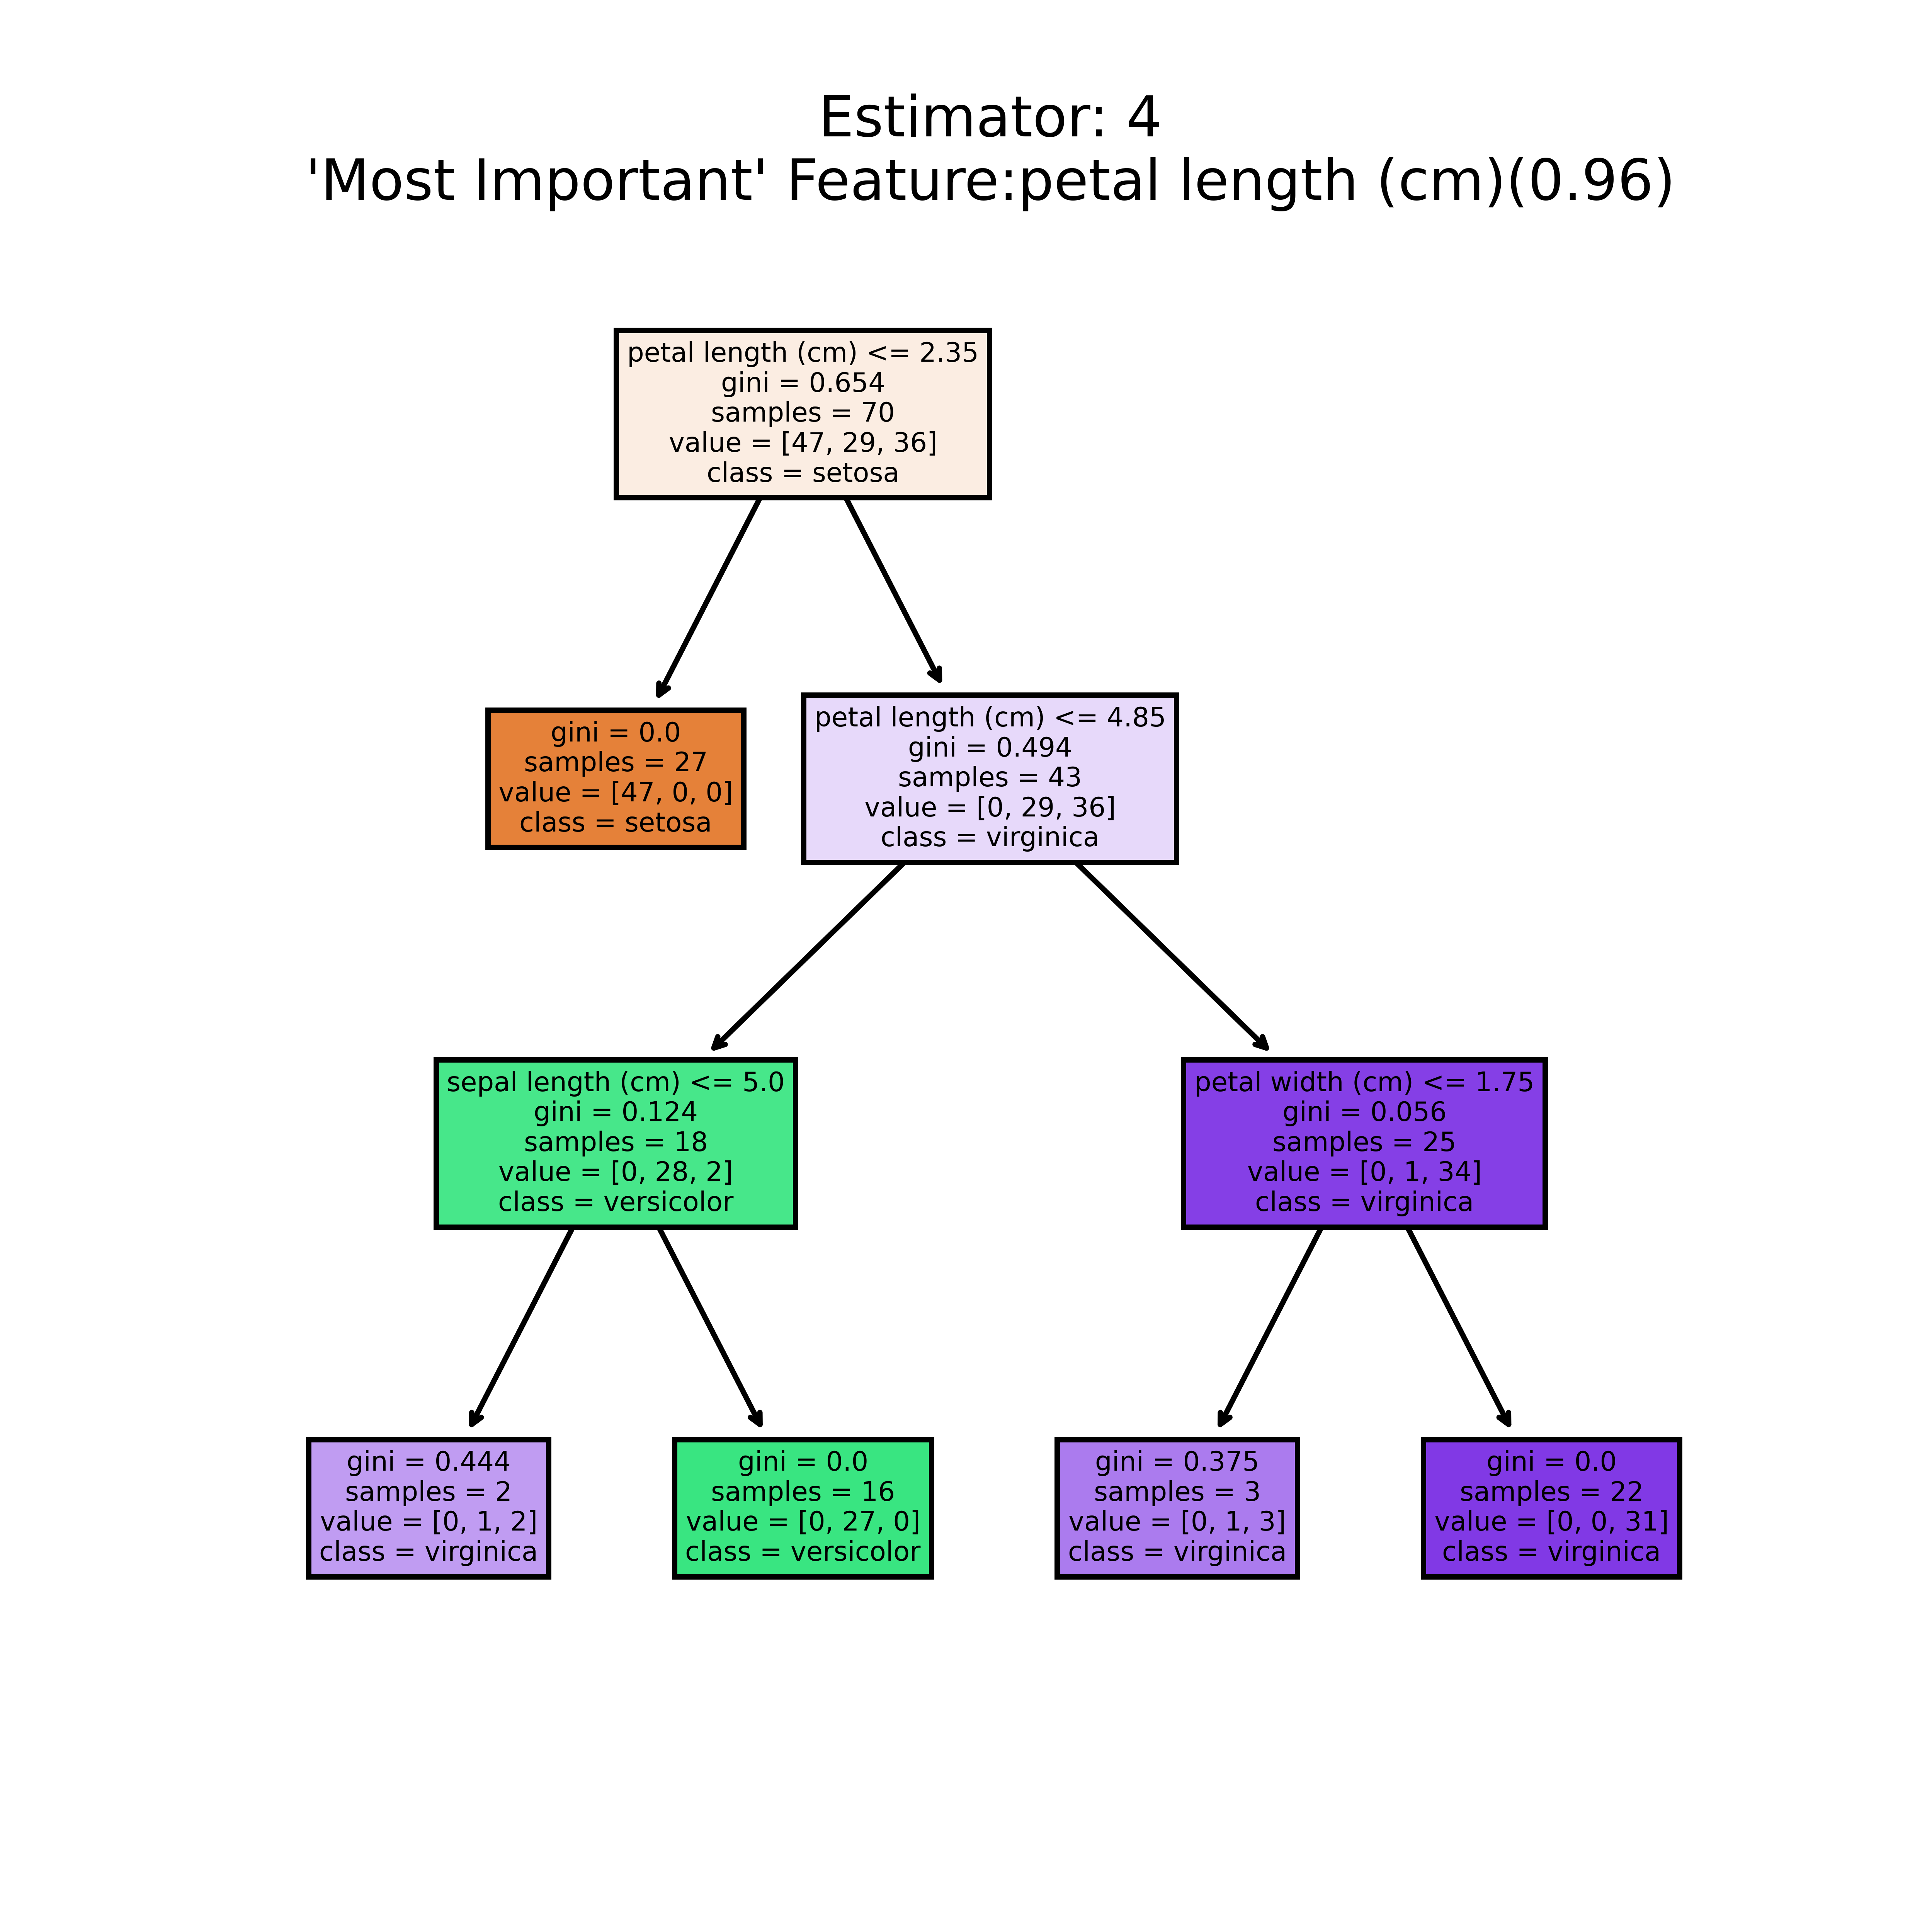 Estimator: 4
'Most Important' Feature:petal length (cm)(0.96)
petal length (cm) <= 2.35
gini = 0.654
samples = 70
value = [47, 29, 36]
class = setosa
gini = 0.0
samples = 27
value = [47, 0, 0]
class = setosa
petal length (cm) <= 4.85
gini = 0.494
samples = 43
value = [0, 29, 36]
class = virginica
sepal length (cm) <= 5.0
gini = 0.124
samples = 18
value = [0, 28, 2]
class = versicolor
petal width (cm) <= 1.75
gini = 0.056
samples = 25
value = [0, 1, 34]
class = virginica
gini = 0.444
samples = 2
value = [0, 1, 2]
class = virginica
gini = 0.0
samples = 16
value = [0, 27, 0]
class = versicolor
gini = 0.375
samples = 3
value = [0, 1, 3]
class = virginica
gini = 0.0
samples = 22
value = [0, 0, 31]
class = virginica